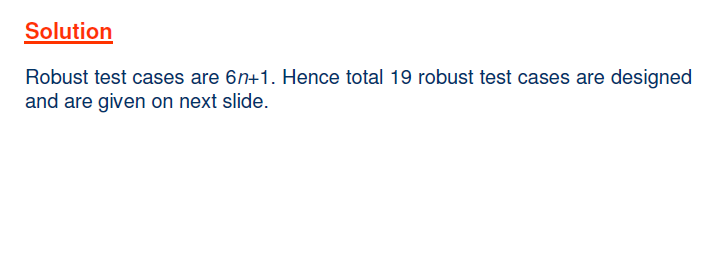 Solution
Robust test cases are 6n+1. Hence total 19 robust test cases are designed
and are given on next slide.